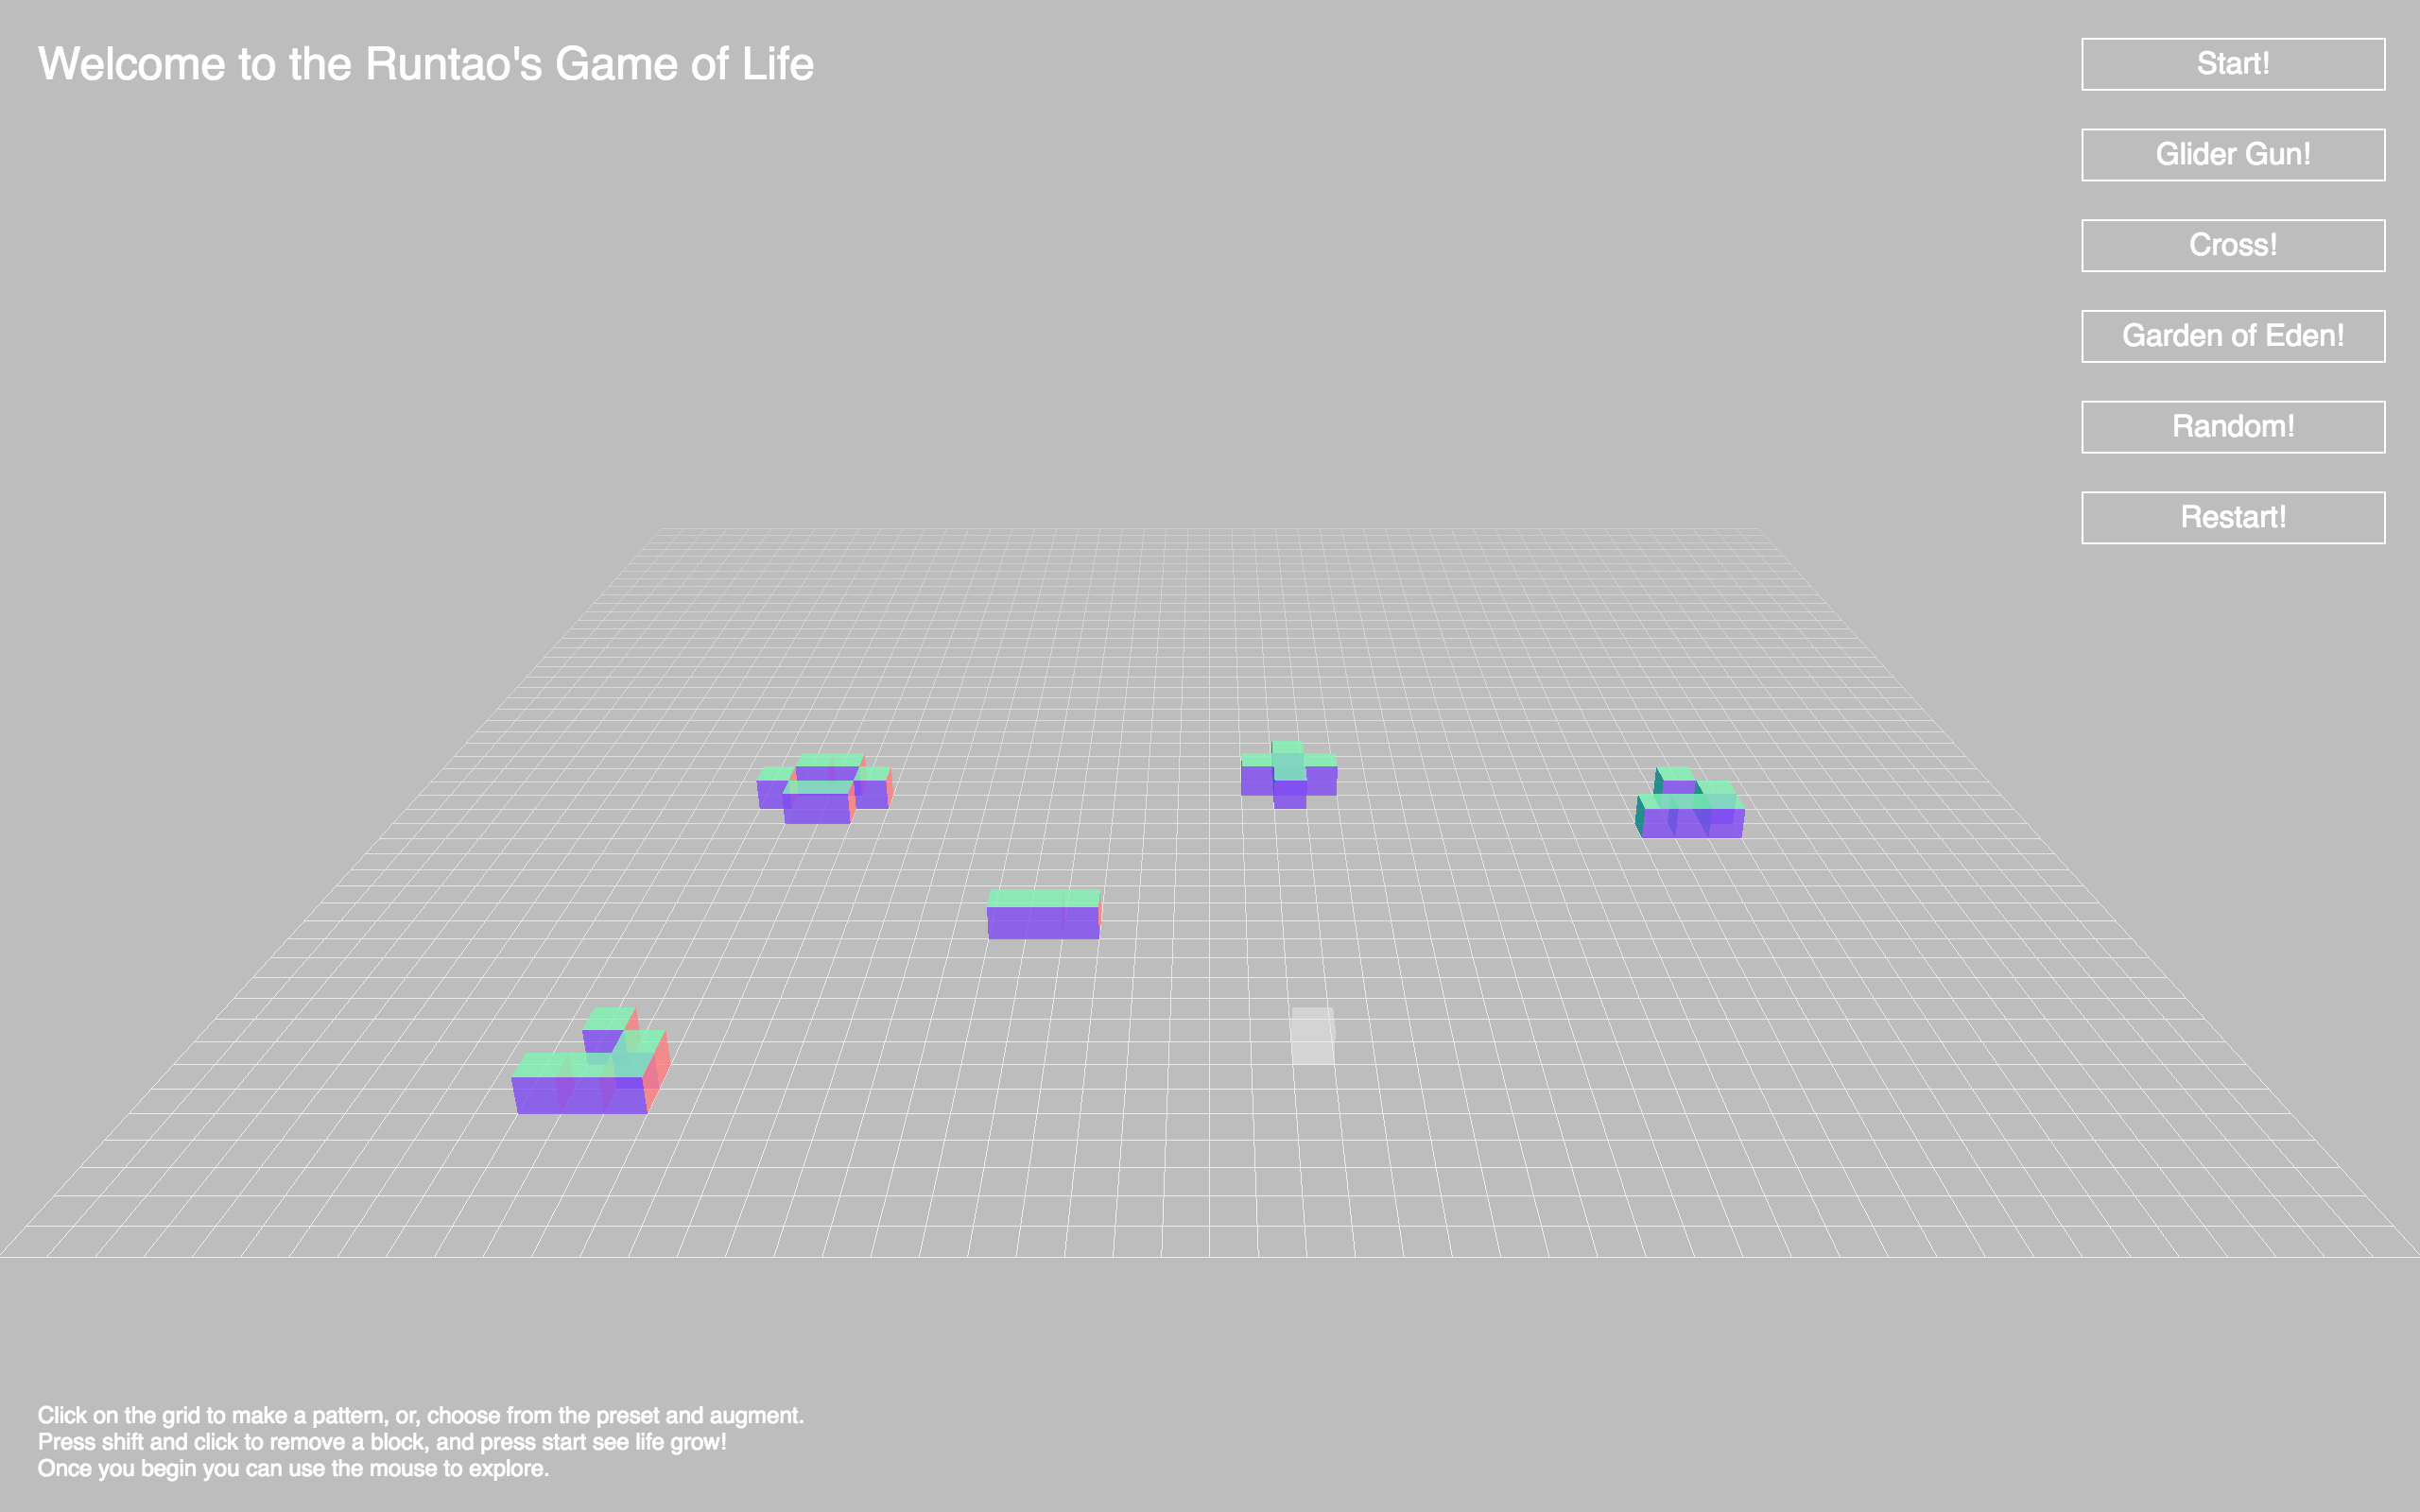 Welcome to the Runtao's Game of Life
Start!
Glider Gun!
Cross!
Garden of Eden!
Random!
Restart!
Click on the grid to make a pattern, or, choose from the preset and augment.
Press shift and click to remove a block, and press start see life grow!
Once you begin you can use the mouse to explore.